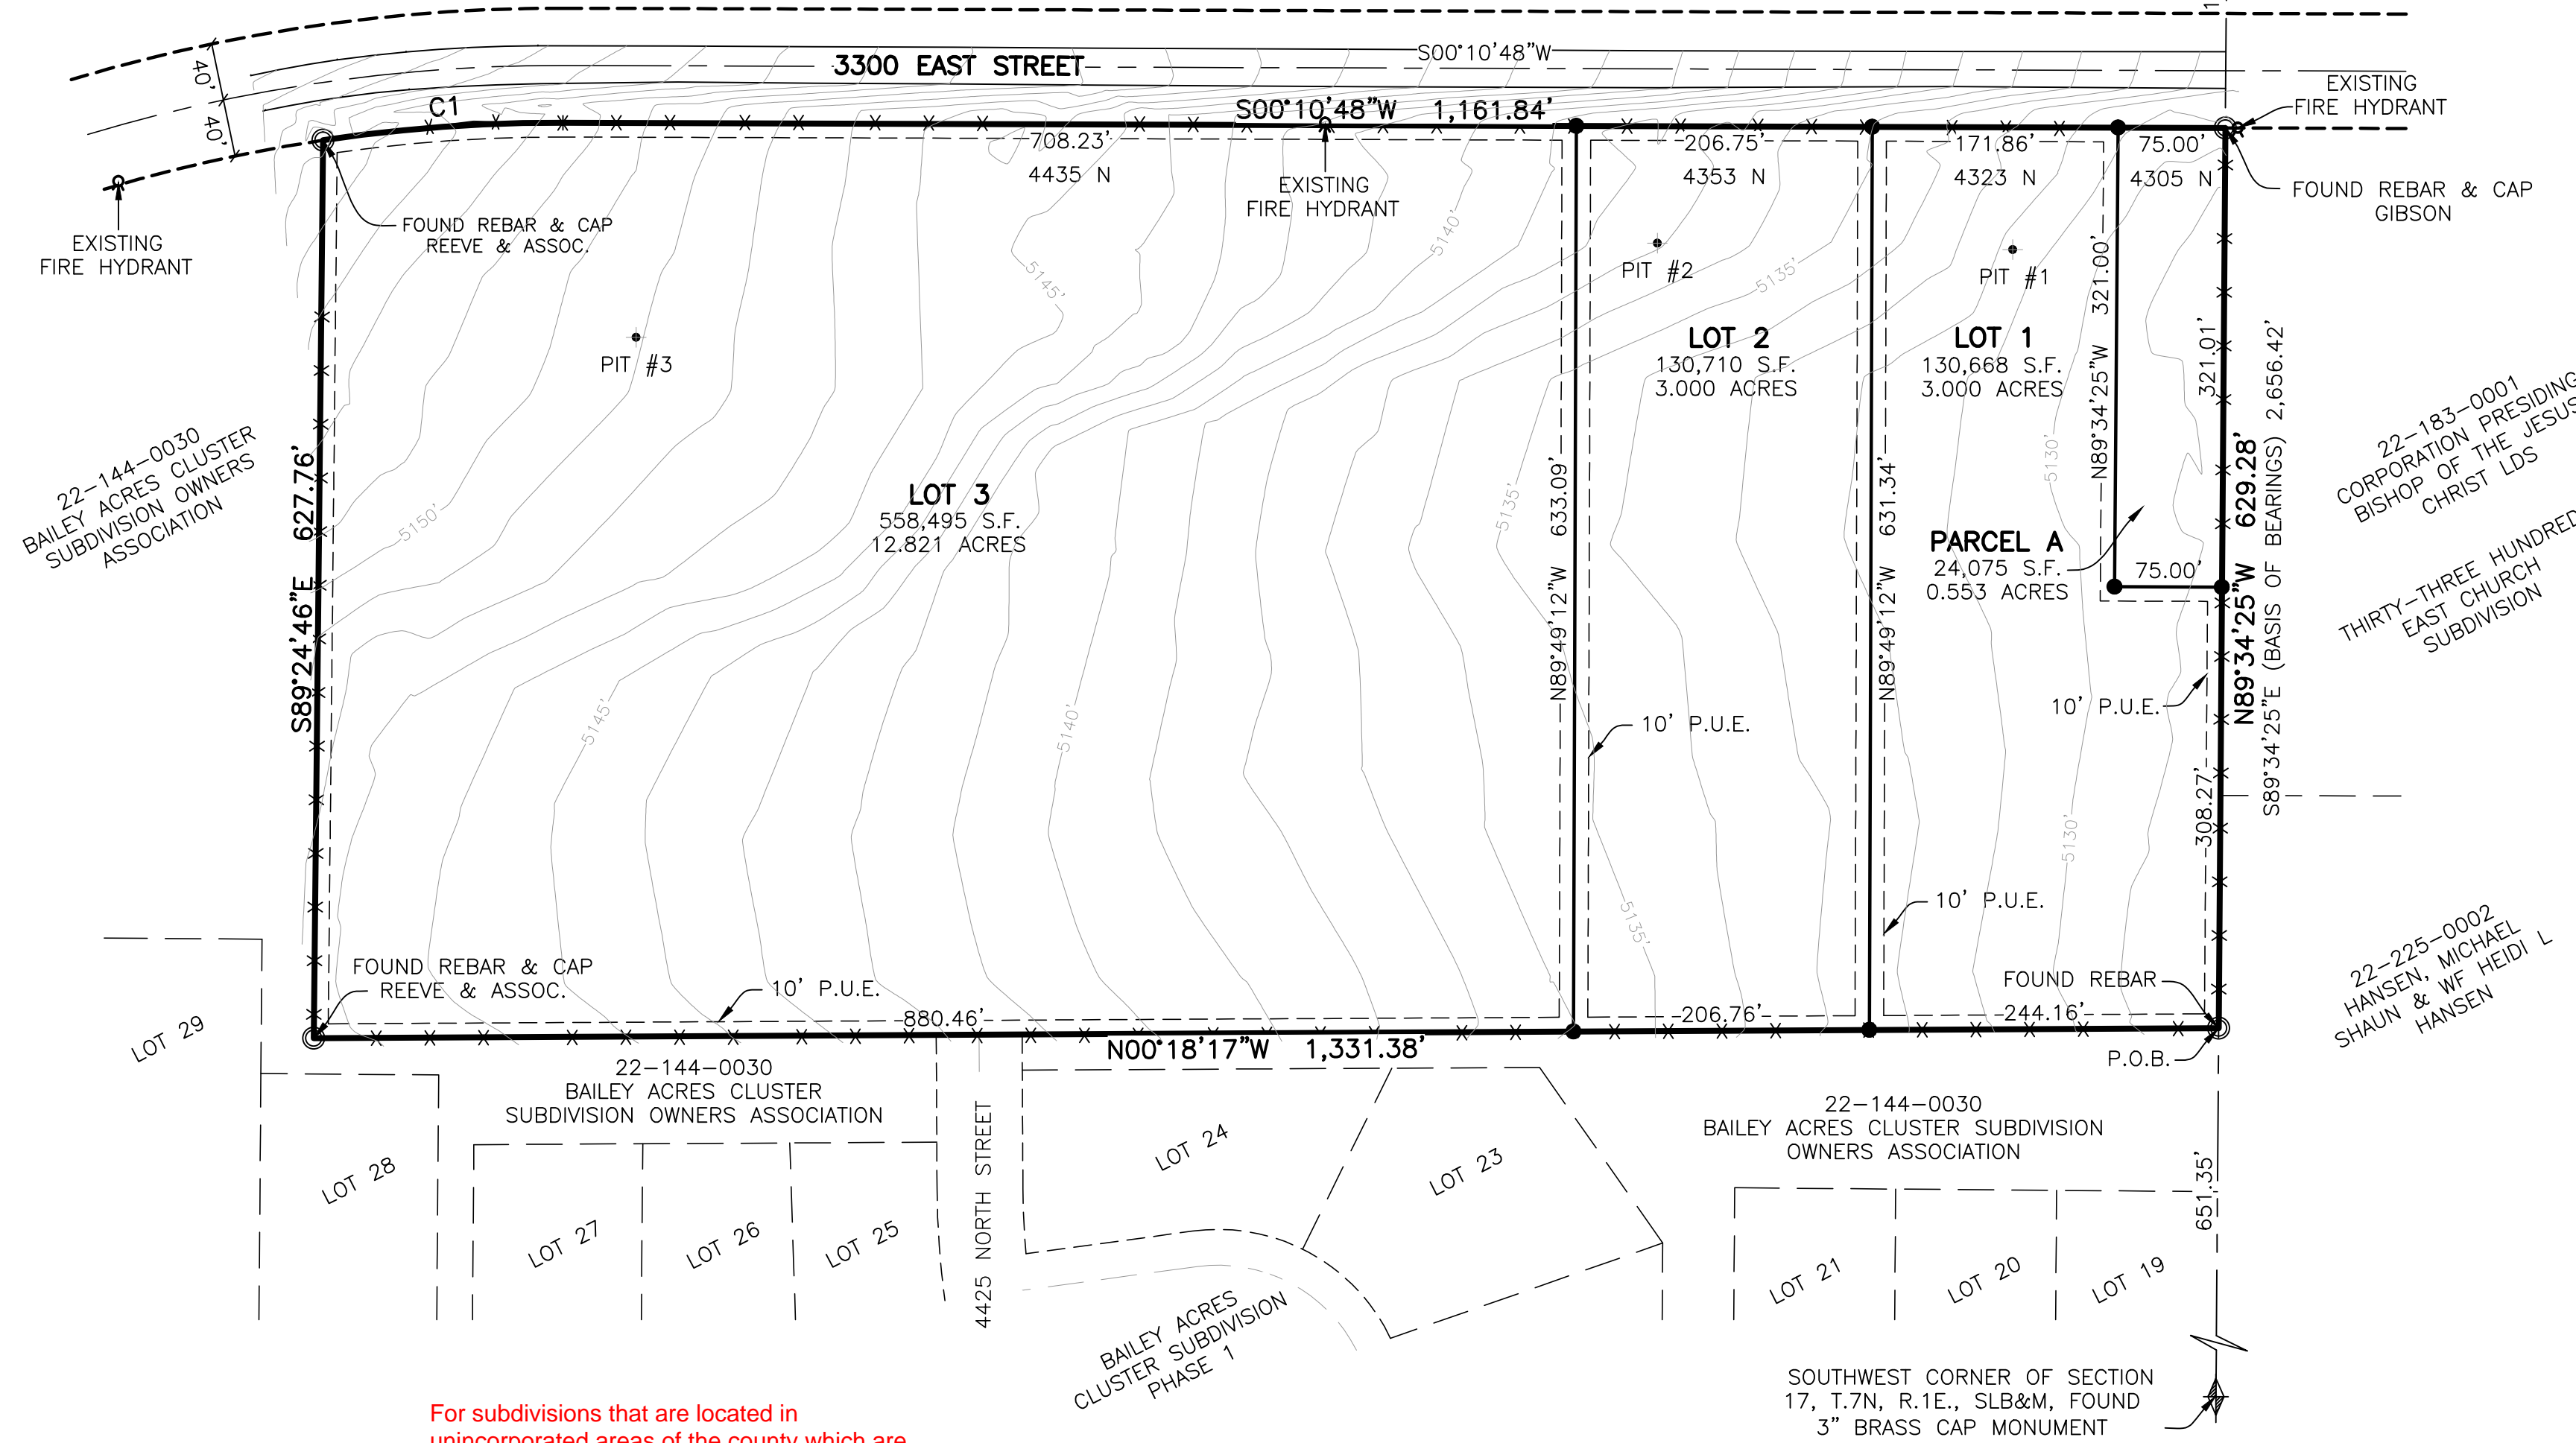 S00°10'48"W
3300 EAST STREET
40'
40'
C1
S00°10'48"W 1,161.84'
EXISTING
FIRE HYDRANT
708.23'
206.75'
171.86'
75.00'
4435 N
4353 N
4323 N
4305 N
EXISTING
FIRE HYDRANT
FOUND REBAR & CAP
GIBSON
FOUND REBAR & CAP
REEVE & ASSOC.
EXISTING
FIRE HYDRANT
5145'
5140'
5135'
PIT #2
PIT #1
PIT #3
LOT 2
130,710 S.F.
3.000 ACRES
LOT 1
130,668 S.F.
3.000 ACRES
N89°34'25"W 321.00'
321.01'
22-144-0030
BAILEY ACRES CLUSTER
SUBDIVISION OWNERS
ASSOCIATION
S89°24'46"E 627.76'
5150'
LOT 3
558,495 S.F.
12.821 ACRES
5135'
N89°49'12"W 633.09'
N89°49'12"W 631.34'
5130'
PARCEL A
24,075 S.F.
0.553 ACRES
75.00'
N89°34'25"W 629.28'
S89°34'25"E (BASIS OF BEARINGS) 2,656.42'
22-183-0001
CORPORATION PRESIDING
BISHOP OF THE JESUS
CHRIST LDS
THIRTY-THREE HUNDRED
EAST CHURCH
SUBDIVISION
5145'
5140'
10' P.U.E.
10' P.U.E.
308.27'
5130'
10' P.U.E.
5135'
22-225-0002
HANSEN, MICHAEL
SHAUN & WF HEIDI L
HANSEN
FOUND REBAR & CAP
REEVE & ASSOC.
10' P.U.E.
FOUND REBAR
880.46'
206.76'
244.16'
N00°18'17"W 1,331.38'
P.O.B.
LOT 29
22-144-0030
BAILEY ACRES CLUSTER
SUBDIVISION OWNERS ASSOCIATION
22-144-0030
BAILEY ACRES CLUSTER SUBDIVISION
OWNERS ASSOCIATION
LOT 28
LOT 27
LOT 26
LOT 25
4425 NORTH STREET
LOT 24
LOT 23
LOT 21
LOT 20
LOT 19
651.35'
BAILEY ACRES
CLUSTER SUBDIVISION
PHASE 1
SOUTHWEST CORNER OF SECTION
17, T.7N, R.1E., SLB&M, FOUND
3" BRASS CAP MONUMENT
For subdivisions that are located in
unincorporated areas of the county which are